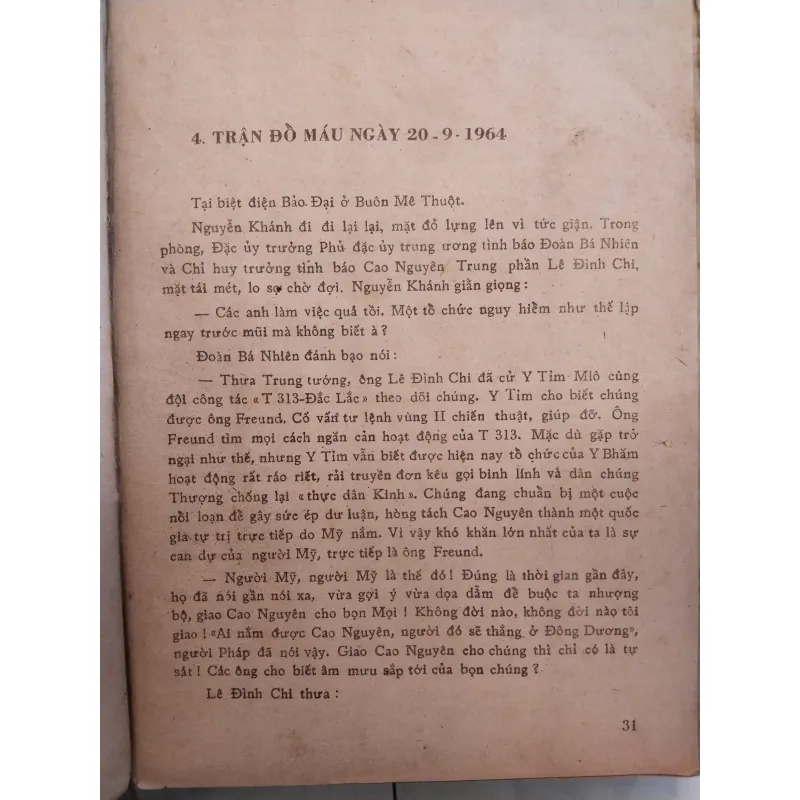 4. TRẬN ĐỒ MÁU NGÀY 20-9-1964
Tại biệt điện Bảo Đại ở Buôn Mê Thuột.
Nguyễn Khánh đi đi lại lại, mặt đỏ lựng lên vì tức giận. Trong
phòng, Đặc ủy trưởng Phủ đặc ủy trung ương tình báo Đoàn Bá Nhiên
và Chỉ huy trưởng tình báo Cao Nguyên Trung phần Lê Đình Chi,
mặt tái mét, lo sợ chờ đợi. Nguyễn Khánh giằn giọng :
— Các anh làm việc quá tồi. Một tổ chức nguy hiểm như thế lập
ngay trước mũi mà không biết à ?
Đoàn Bá Nhiên đánh bạo nói :
— Thưa Trung tướng, ông Lê Đình Chi đã cử Y Tỉm Miô cùng
đội công tác «T 313-Đắc Lắc» theo dõi chúng. Y Tỉm cho biết chúng
được ông Freund, Cố vấn tư lệnh vùng II chiến thuật, giúp đỡ. Ông
Freund tìm mọi cách ngăn cản hoạt động của T 313. Mặc dù gặp trở
ngại như thế, nhưng Y Tỉm vẫn biết được hiện nay tổ chức của Y Bhăm
hoạt động rất ráo riết, rải truyền đơn kêu gọi binh lính và dân chúng
Thượng chống lại «thực dân Kinh». Chúng đang chuẩn bị một cuộc
nổi loạn để gây sức ép dư luận, hòng tách Cao Nguyên thành một quốc
gia tự trị trực tiếp do Mỹ nắm. Vì vậy khó khăn lớn nhất của ta là sự
can dự của người Mỹ, trực tiếp là ông Freund.
— Người Mỹ, người Mỹ là thế đó ! Đúng là thời gian gần đây,
họ đã nói gần nói xa, vừa gợi ý vừa dọa dẫm để buộc ta nhượng
bộ, giao Cao Nguyên cho bọn Mọi ! Không đời nào, không đời nào tôi
giao ! «Ai nắm được Cao Nguyên, người đó sẽ thắng ở Đông Dương»,
người Pháp đã nói vậy. Giao Cao Nguyên cho chúng thì chỉ có là tự
sát ! Các ông cho biết âm mưu sắp tới của bọn chúng ?
Lê Đình Chi thưa :
31